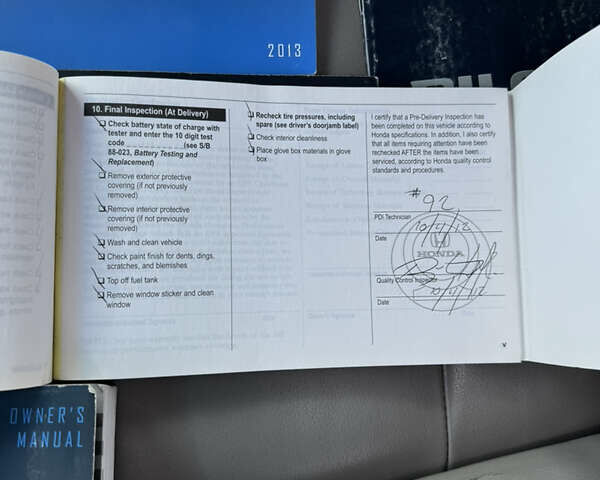 2013
10. Final Inspection (At Delivery)
Check battery state of charge with
tester and enter the 10 digit test
code_ _ _ _ _ _ _ _ _ _(see S/B
88-023, Battery Testing and
Replacement)
Remove exterior protective
covering (if not previously
removed)
Remove interior protective
covering (if not previously
removed)
Wash and clean vehicle
Check paint finish for dents, dings,
scratches, and blemishes
Top off fuel tank
Remove window sticker and clean
window
Recheck tire pressures, including
spare (see driver's doorjamb label)
Check interior cleanliness
Place glove box materials in glove
box
I certify that a Pre-Delivery Inspection has
been completed on this vehicle according to
Honda specifications. In addition, I also certify
that all items requiring attention have been
rechecked AFTER the items have been
serviced, according to Honda quality control
standards and procedures.
#92
PDI Technician
10/4/12
Date
HONDA
Quality Control Inspector
Date
v
OWNER'S
MANUAL